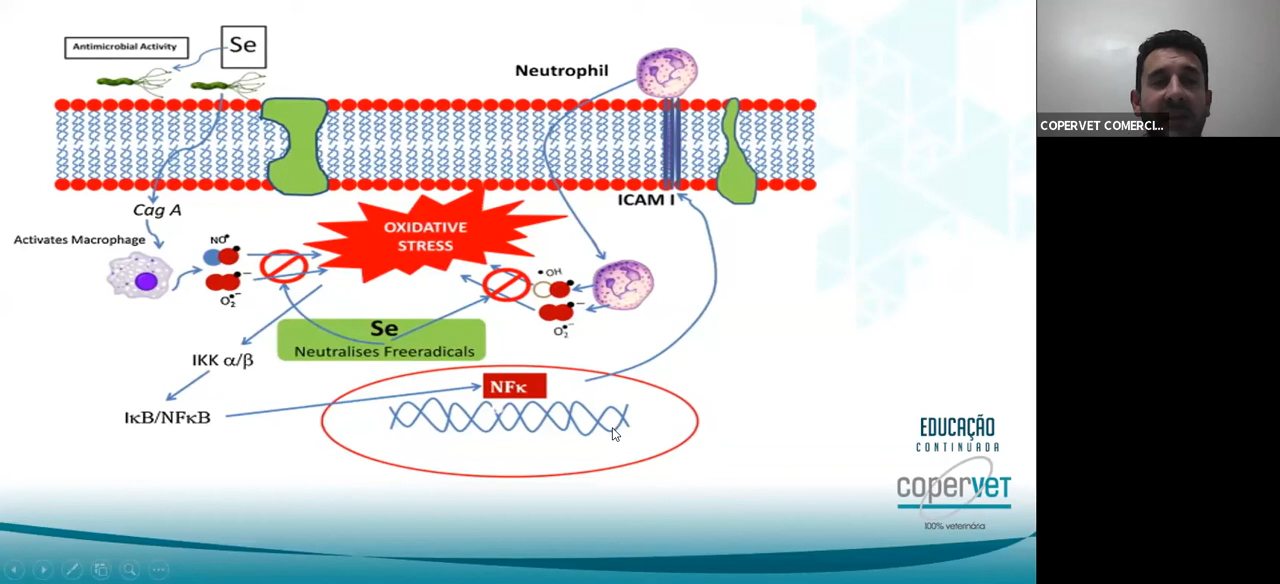 Antimicrobial Activity
Se
Neutrophil
ICAM I
Cag A
Activates Macrophage
NO•
O₂•−
OXIDATIVE
STRESS
•OH
O₂•−
Se
Neutralises Freeradicals
IKK α/β
IκB/NFκB
NFκ
EDUCAÇÃO
CONTINUADA
copervet
100% veterinária
COPERVET COMERCI...